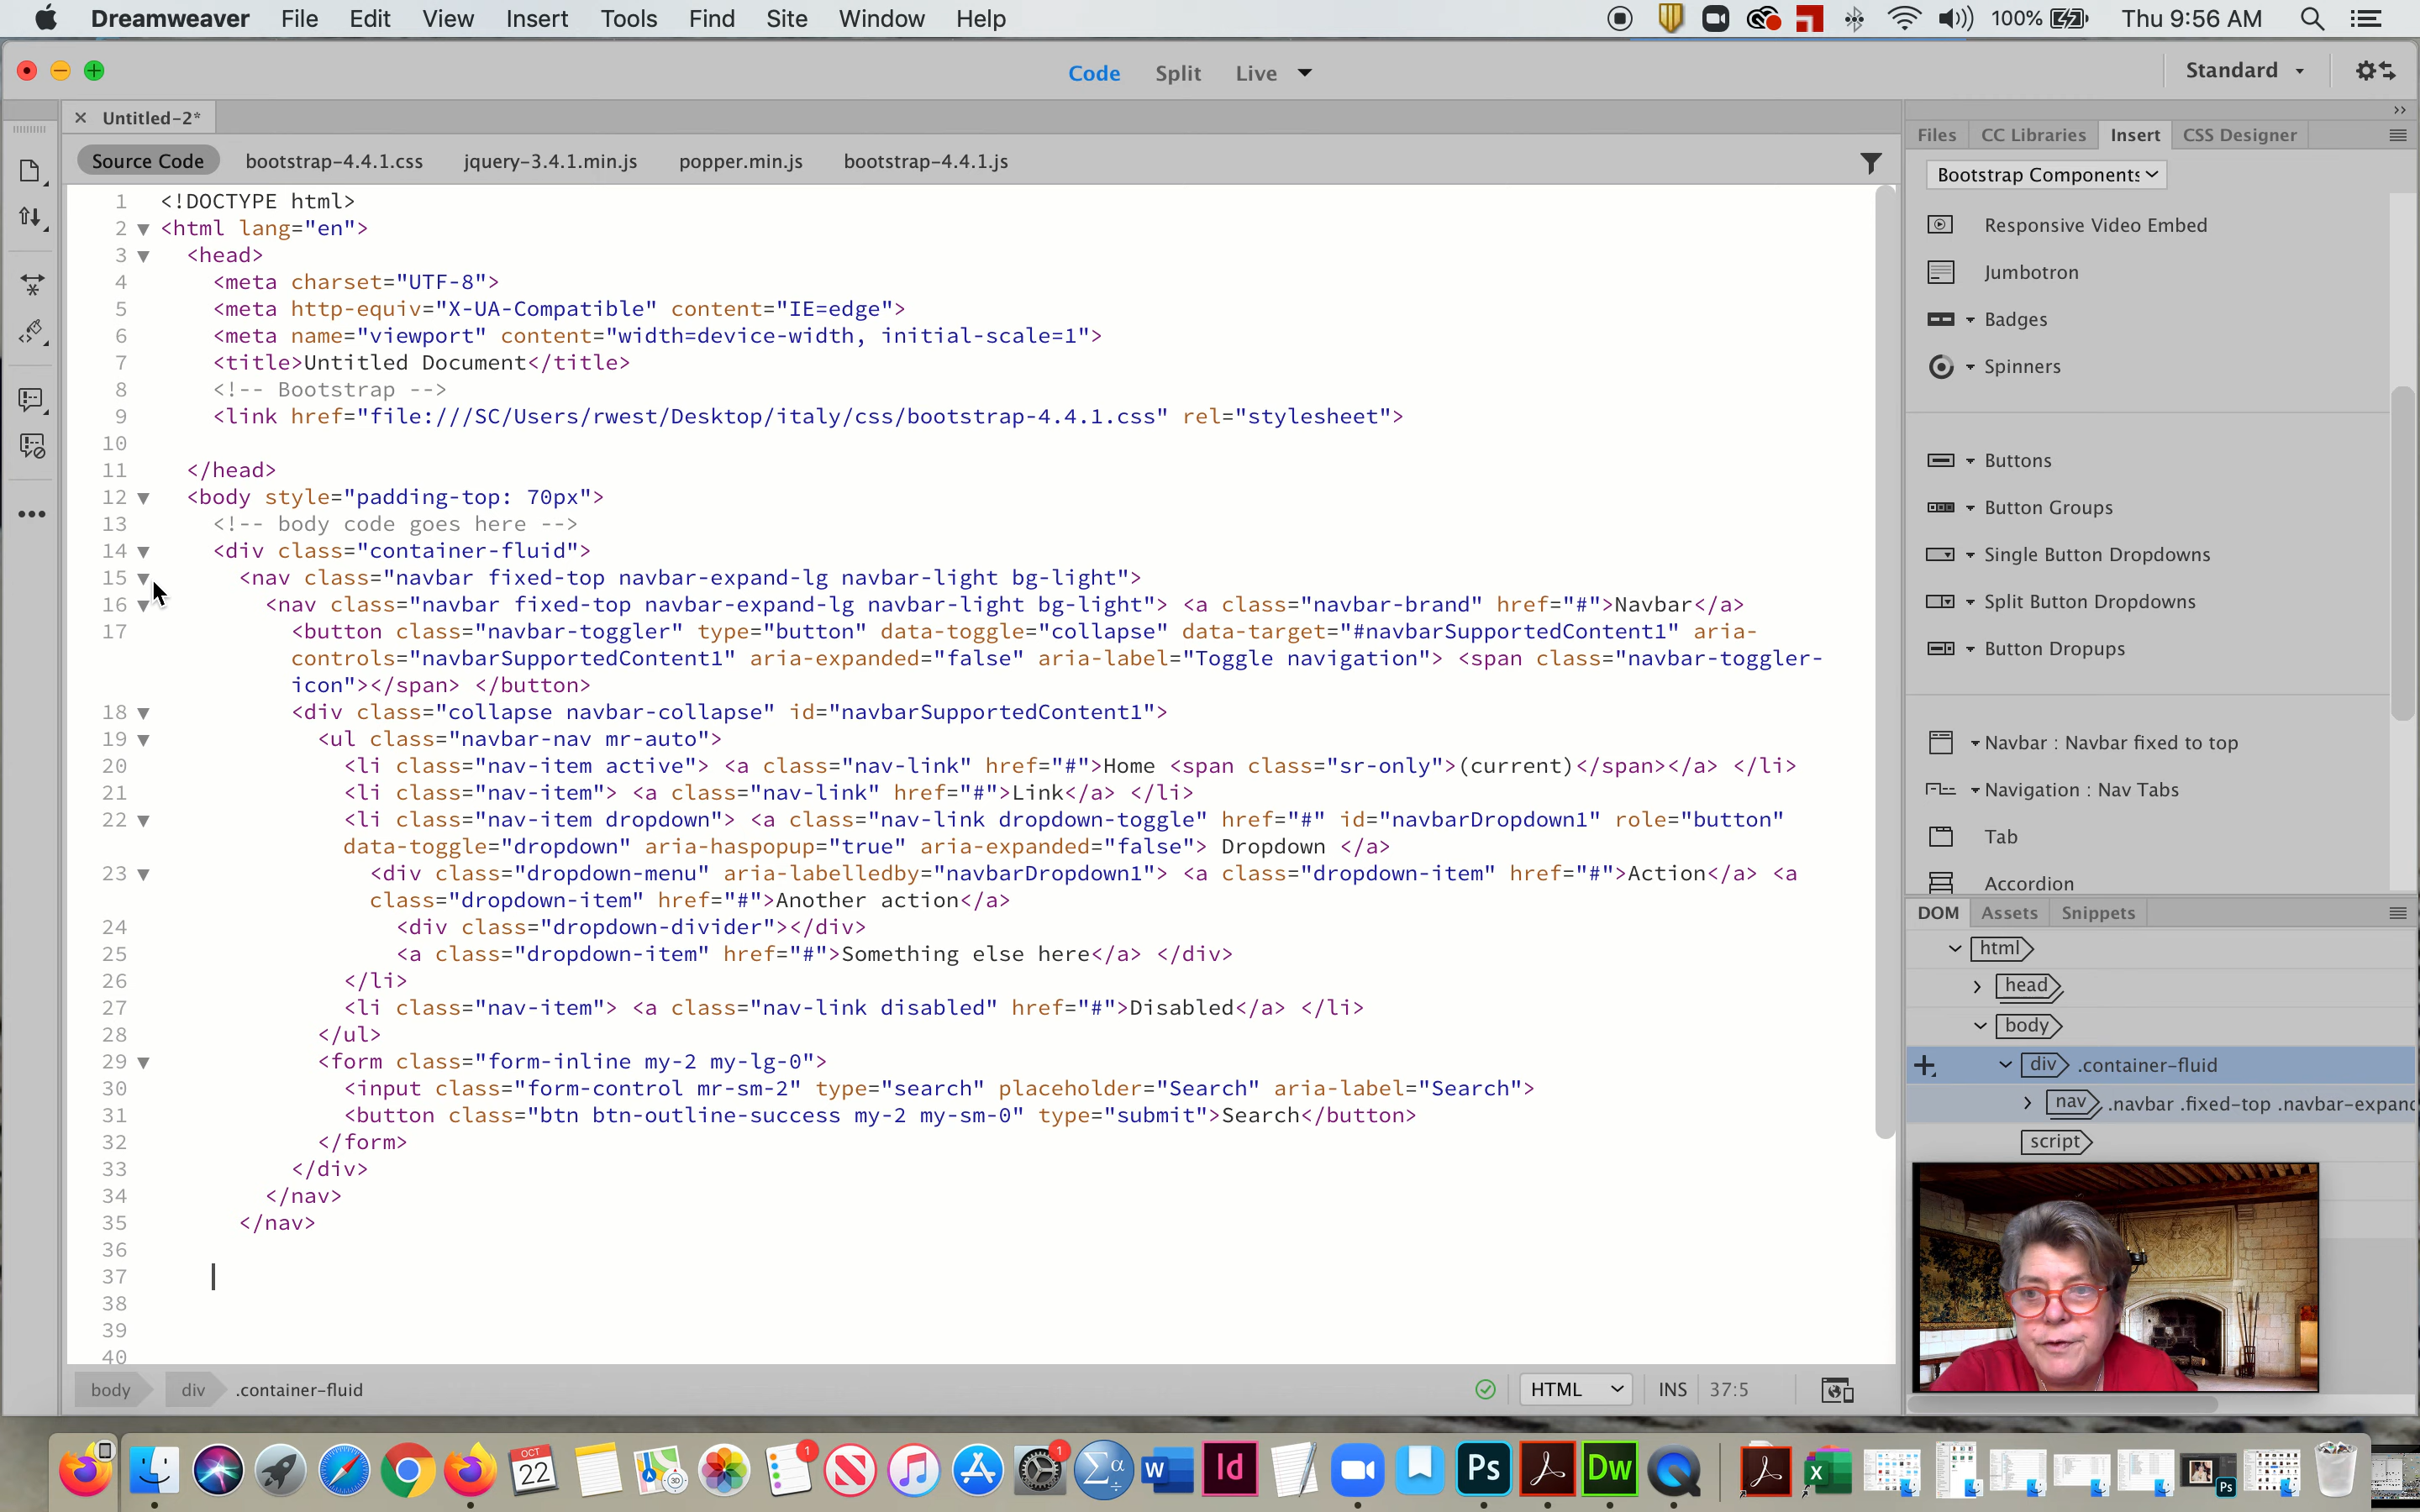 Dreamweaver File Edit View Insert Tools Find Site Window Help 100% Thu 9:56 AM
Code Split Live Standard
Untitled-2*
Files CC Libraries Insert CSS Designer
Source Code bootstrap-4.4.1.css jquery-3.4.1.min.js popper.min.js bootstrap-4.4.1.js
Bootstrap Components
1 <!DOCTYPE html>
2 <html lang="en">
3 <head>
4 <meta charset="UTF-8">
5 <meta http-equiv="X-UA-Compatible" content="IE=edge">
6 <meta name="viewport" content="width=device-width, initial-scale=1">
7 <title>Untitled Document</title>
8 <!-- Bootstrap -->
9 <link href="file:///SC/Users/rwest/Desktop/italy/css/bootstrap-4.4.1.css" rel="stylesheet">
10
11 </head>
12 <body style="padding-top: 70px">
13 <!-- body code goes here -->
14 <div class="container-fluid">
15 <nav class="navbar fixed-top navbar-expand-lg navbar-light bg-light">
16 <nav class="navbar fixed-top navbar-expand-lg navbar-light bg-light"> <a class="navbar-brand" href="#">Navbar</a>
17 <button class="navbar-toggler" type="button" data-toggle="collapse" data-target="#navbarSupportedContent1" aria-
controls="navbarSupportedContent1" aria-expanded="false" aria-label="Toggle navigation"> <span class="navbar-toggler-
icon"></span> </button>
18 <div class="collapse navbar-collapse" id="navbarSupportedContent1">
19 <ul class="navbar-nav mr-auto">
20 <li class="nav-item active"> <a class="nav-link" href="#">Home <span class="sr-only">(current)</span></a> </li>
21 <li class="nav-item"> <a class="nav-link" href="#">Link</a> </li>
22 <li class="nav-item dropdown"> <a class="nav-link dropdown-toggle" href="#" id="navbarDropdown1" role="button"
data-toggle="dropdown" aria-haspopup="true" aria-expanded="false"> Dropdown </a>
23 <div class="dropdown-menu" aria-labelledby="navbarDropdown1"> <a class="dropdown-item" href="#">Action</a> <a
class="dropdown-item" href="#">Another action</a>
24 <div class="dropdown-divider"></div>
25 <a class="dropdown-item" href="#">Something else here</a> </div>
26 </li>
27 <li class="nav-item"> <a class="nav-link disabled" href="#">Disabled</a> </li>
28 </ul>
29 <form class="form-inline my-2 my-lg-0">
30 <input class="form-control mr-sm-2" type="search" placeholder="Search" aria-label="Search">
31 <button class="btn btn-outline-success my-2 my-sm-0" type="submit">Search</button>
32 </form>
33 </div>
34 </nav>
35 </nav>
36
37
38
39
40
Responsive Video Embed
Jumbotron
Badges
Spinners
Buttons
Button Groups
Single Button Dropdowns
Split Button Dropdowns
Button Dropups
Navbar : Navbar fixed to top
Navigation : Nav Tabs
Tab
Accordion
DOM Assets Snippets
html
head
body
div .container-fluid
nav .navbar .fixed-top .navbar-expand
script
body div .container-fluid HTML INS 37:5
OCT
22
1
1
W
Id
Ps
Dw
X
Ps